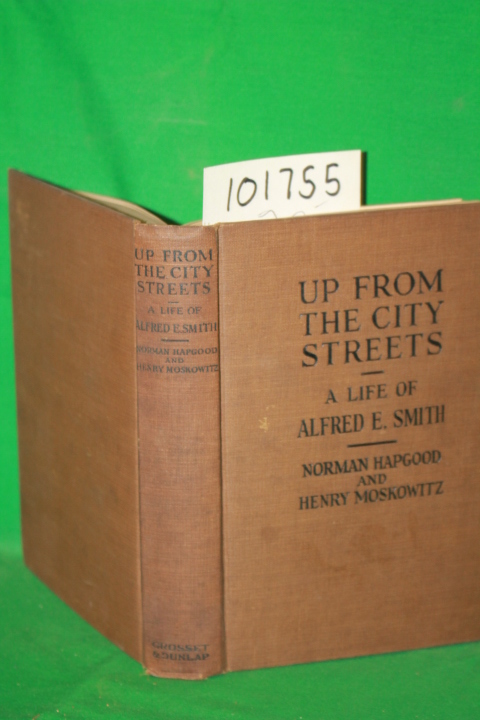 101755
UP FROM
THE CITY
STREETS
A LIFE OF
ALFRED E. SMITH
NORMAN HAPGOOD
AND
HENRY MOSKOWITZ
GROSSET
& DUNLAP
UP FROM
THE CITY
STREETS
A LIFE OF
ALFRED E. SMITH
NORMAN HAPGOOD
AND
HENRY MOSKOWITZ